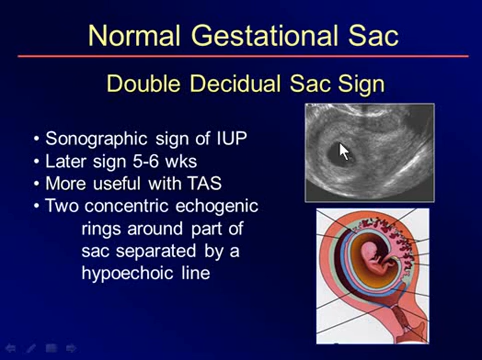 Normal Gestational Sac
Double Decidual Sac Sign
• Sonographic sign of IUP
• Later sign 5-6 wks
• More useful with TAS
• Two concentric echogenic
rings around part of
sac separated by a
hypoechoic line